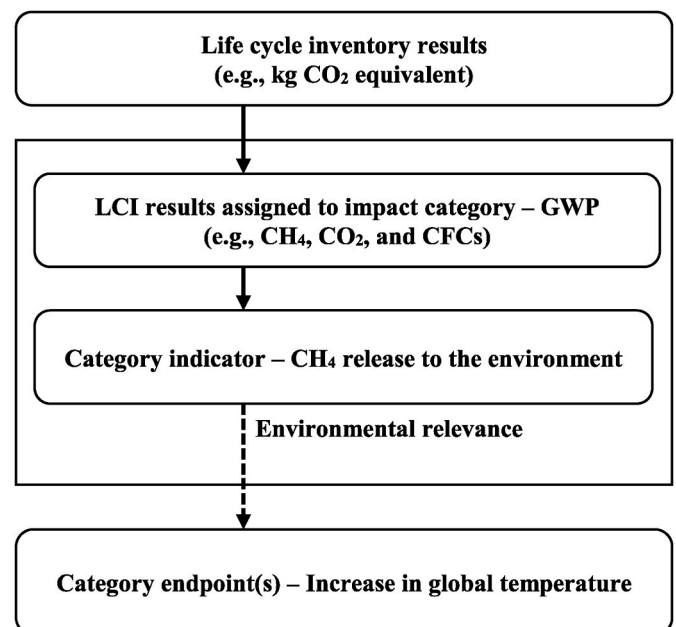 Life cycle inventory results
(e.g., kg CO₂ equivalent)
LCI results assigned to impact category – GWP
(e.g., CH₄, CO₂, and CFCs)
Category indicator – CH₄ release to the environment
Environmental relevance
Category endpoint(s) – Increase in global temperature